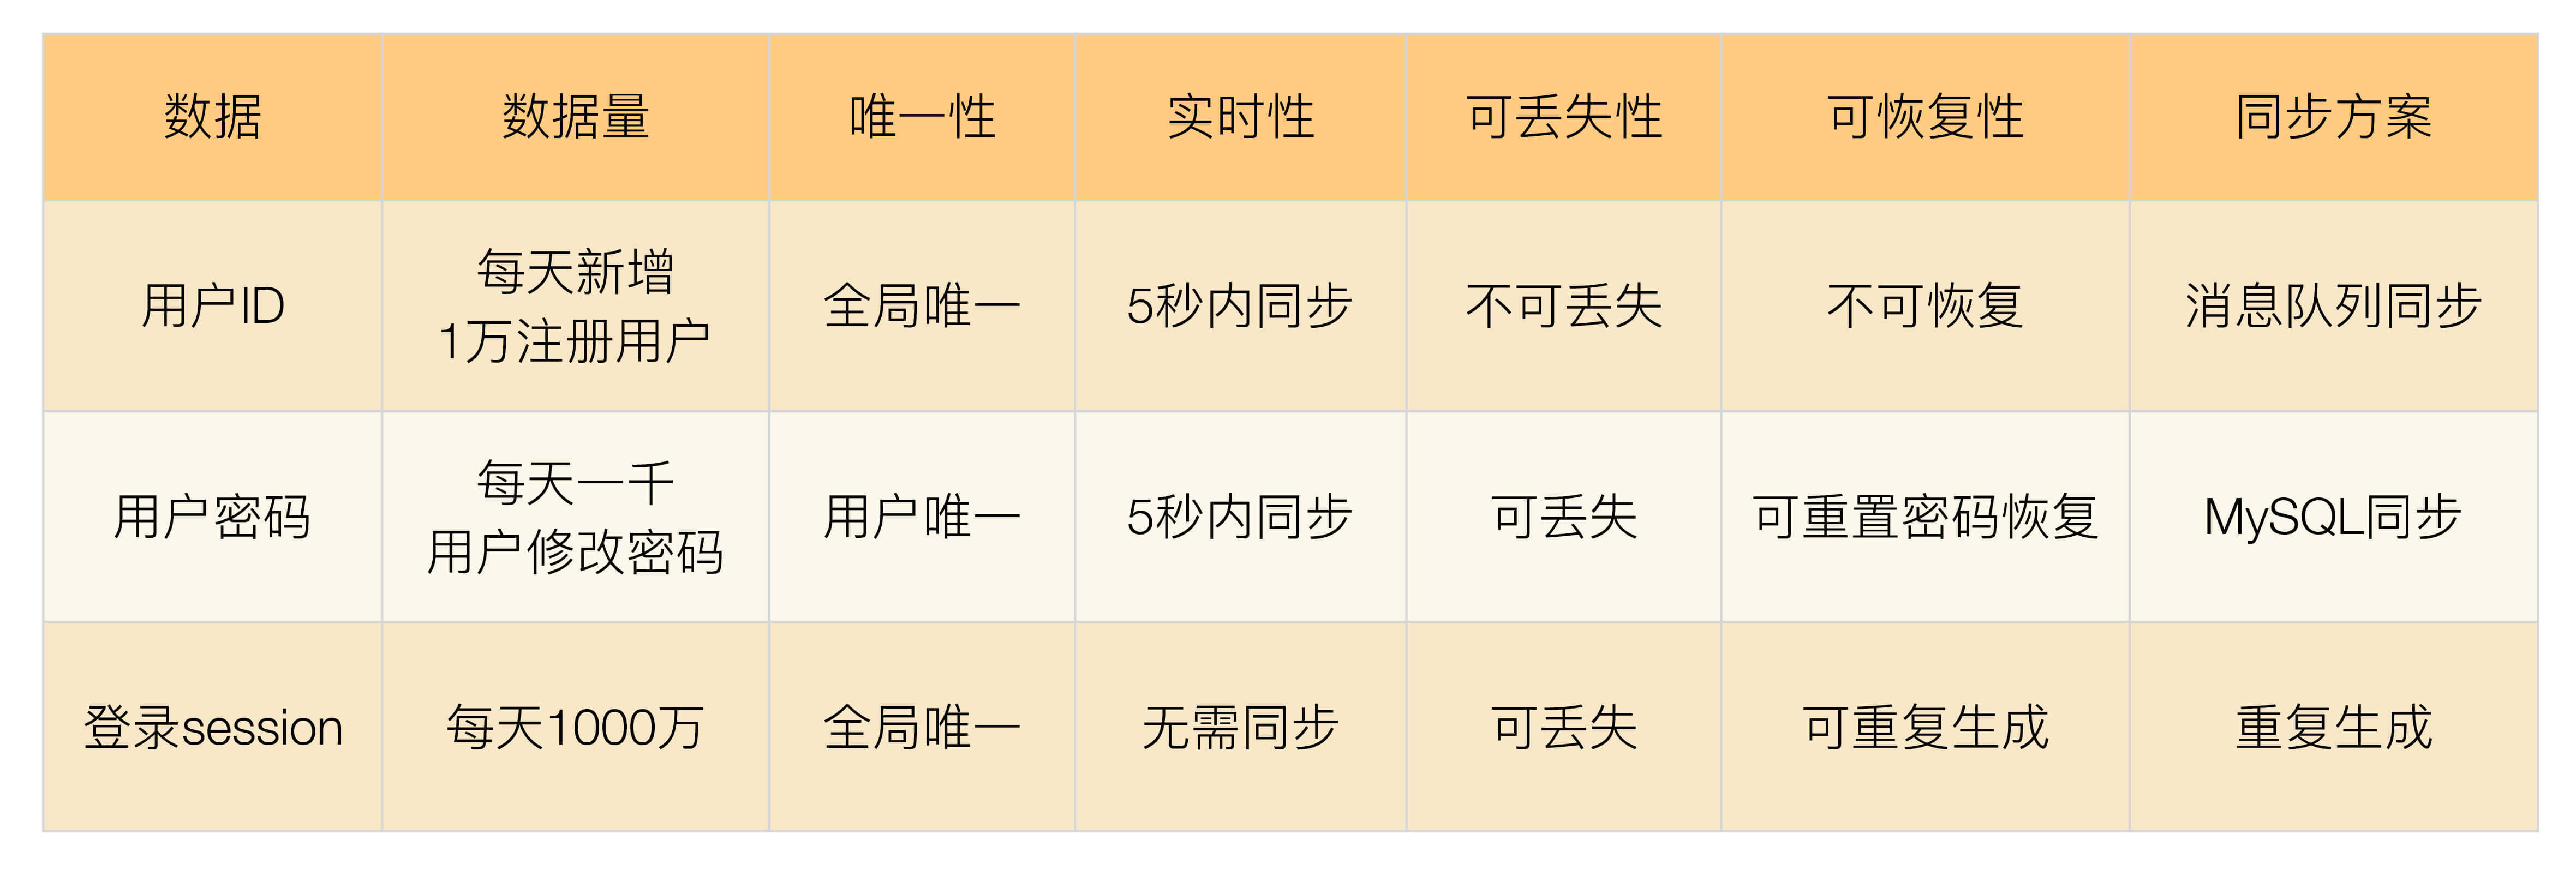 数据 数据量 唯一性 实时性 可丢失性 可恢复性 同步方案
用户ID 每天新增 全局唯一 5秒内同步 不可丢失 不可恢复 消息队列同步
1万注册用户
用户密码 每天一千 用户唯一 5秒内同步 可丢失 可重置密码恢复 MySQL同步
用户修改密码
登录session 每天1000万 全局唯一 无需同步 可丢失 可重复生成 重复生成